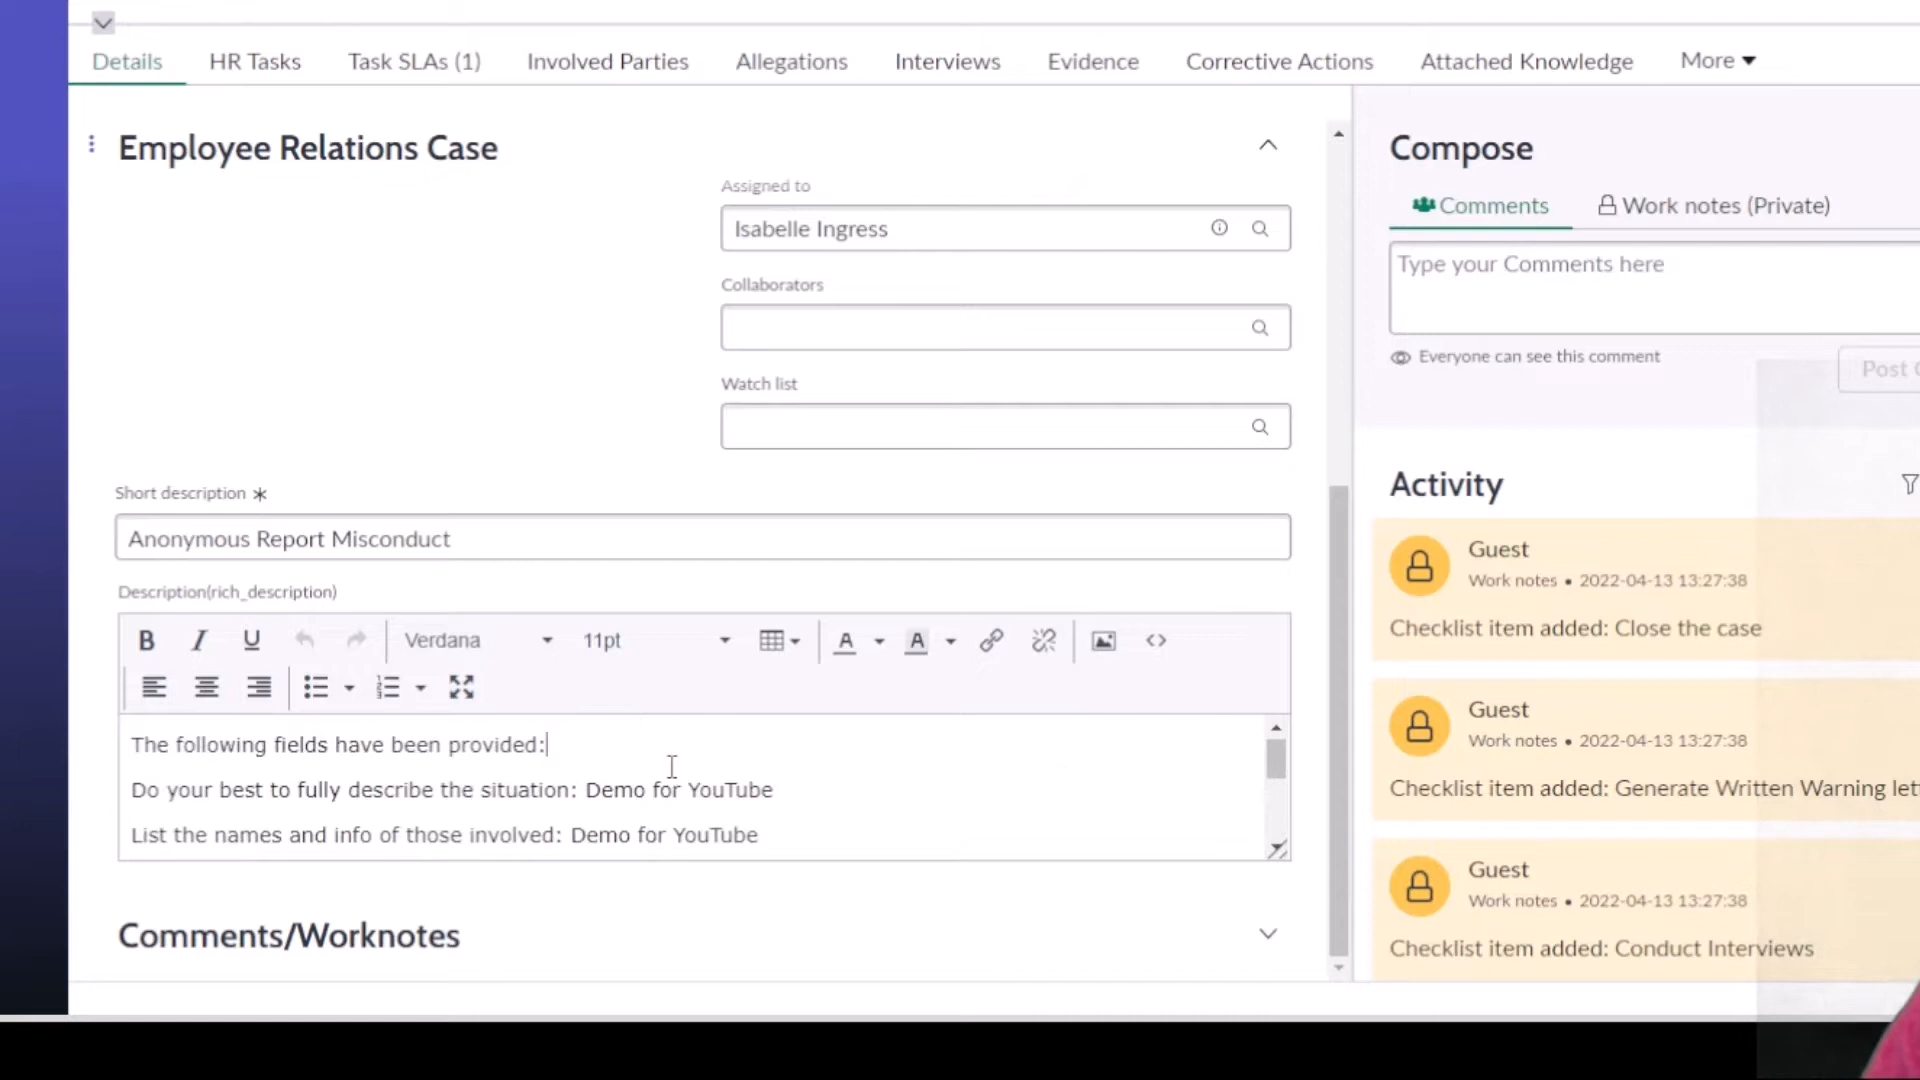 Details HR Tasks Task SLAs (1) Involved Parties Allegations Interviews Evidence Corrective Actions Attached Knowledge More
Employee Relations Case
Assigned to
Isabelle Ingress
Collaborators
Watch list
Short description *
Anonymous Report Misconduct
Description(rich_description)
B I U Verdana 11pt A A <>
The following fields have been provided:
Do your best to fully describe the situation: Demo for YouTube
List the names and info of those involved: Demo for YouTube
Comments/Worknotes
Compose
Comments Work notes (Private)
Type your Comments here
Everyone can see this comment
Post
Activity
Guest
Work notes • 2022-04-13 13:27:38
Checklist item added: Close the case
Guest
Work notes • 2022-04-13 13:27:38
Checklist item added: Generate Written Warning
Guest
Work notes • 2022-04-13 13:27:38
Checklist item added: Conduct Interviews